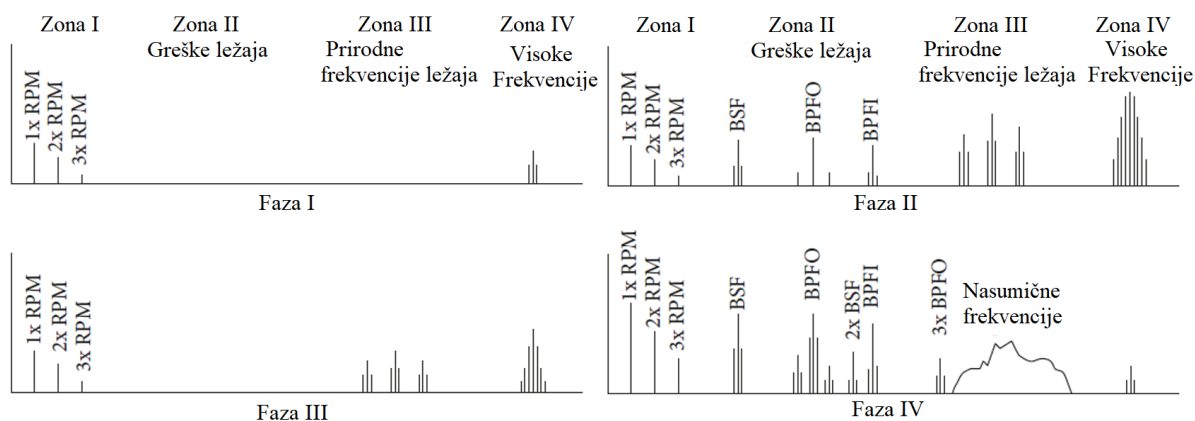 Zona I
Zona II
Greške ležaja
Zona III
Prirodne
frekvencije ležaja
Zona IV
Visoke
Frekvencije
1x RPM
2x RPM
3x RPM
Faza I
Zona I
Zona II
Greške ležaja
Zona III
Prirodne
frekvencije ležaja
Zona IV
Visoke
Frekvencije
1x RPM
2x RPM
3x RPM
BSF
BPFO
BPFI
Faza II
1x RPM
2x RPM
3x RPM
Faza III
1x RPM
2x RPM
3x RPM
BSF
BPFO
2x BSF
BPFI
3x BPFO
Nasumične
frekvencije
Faza IV